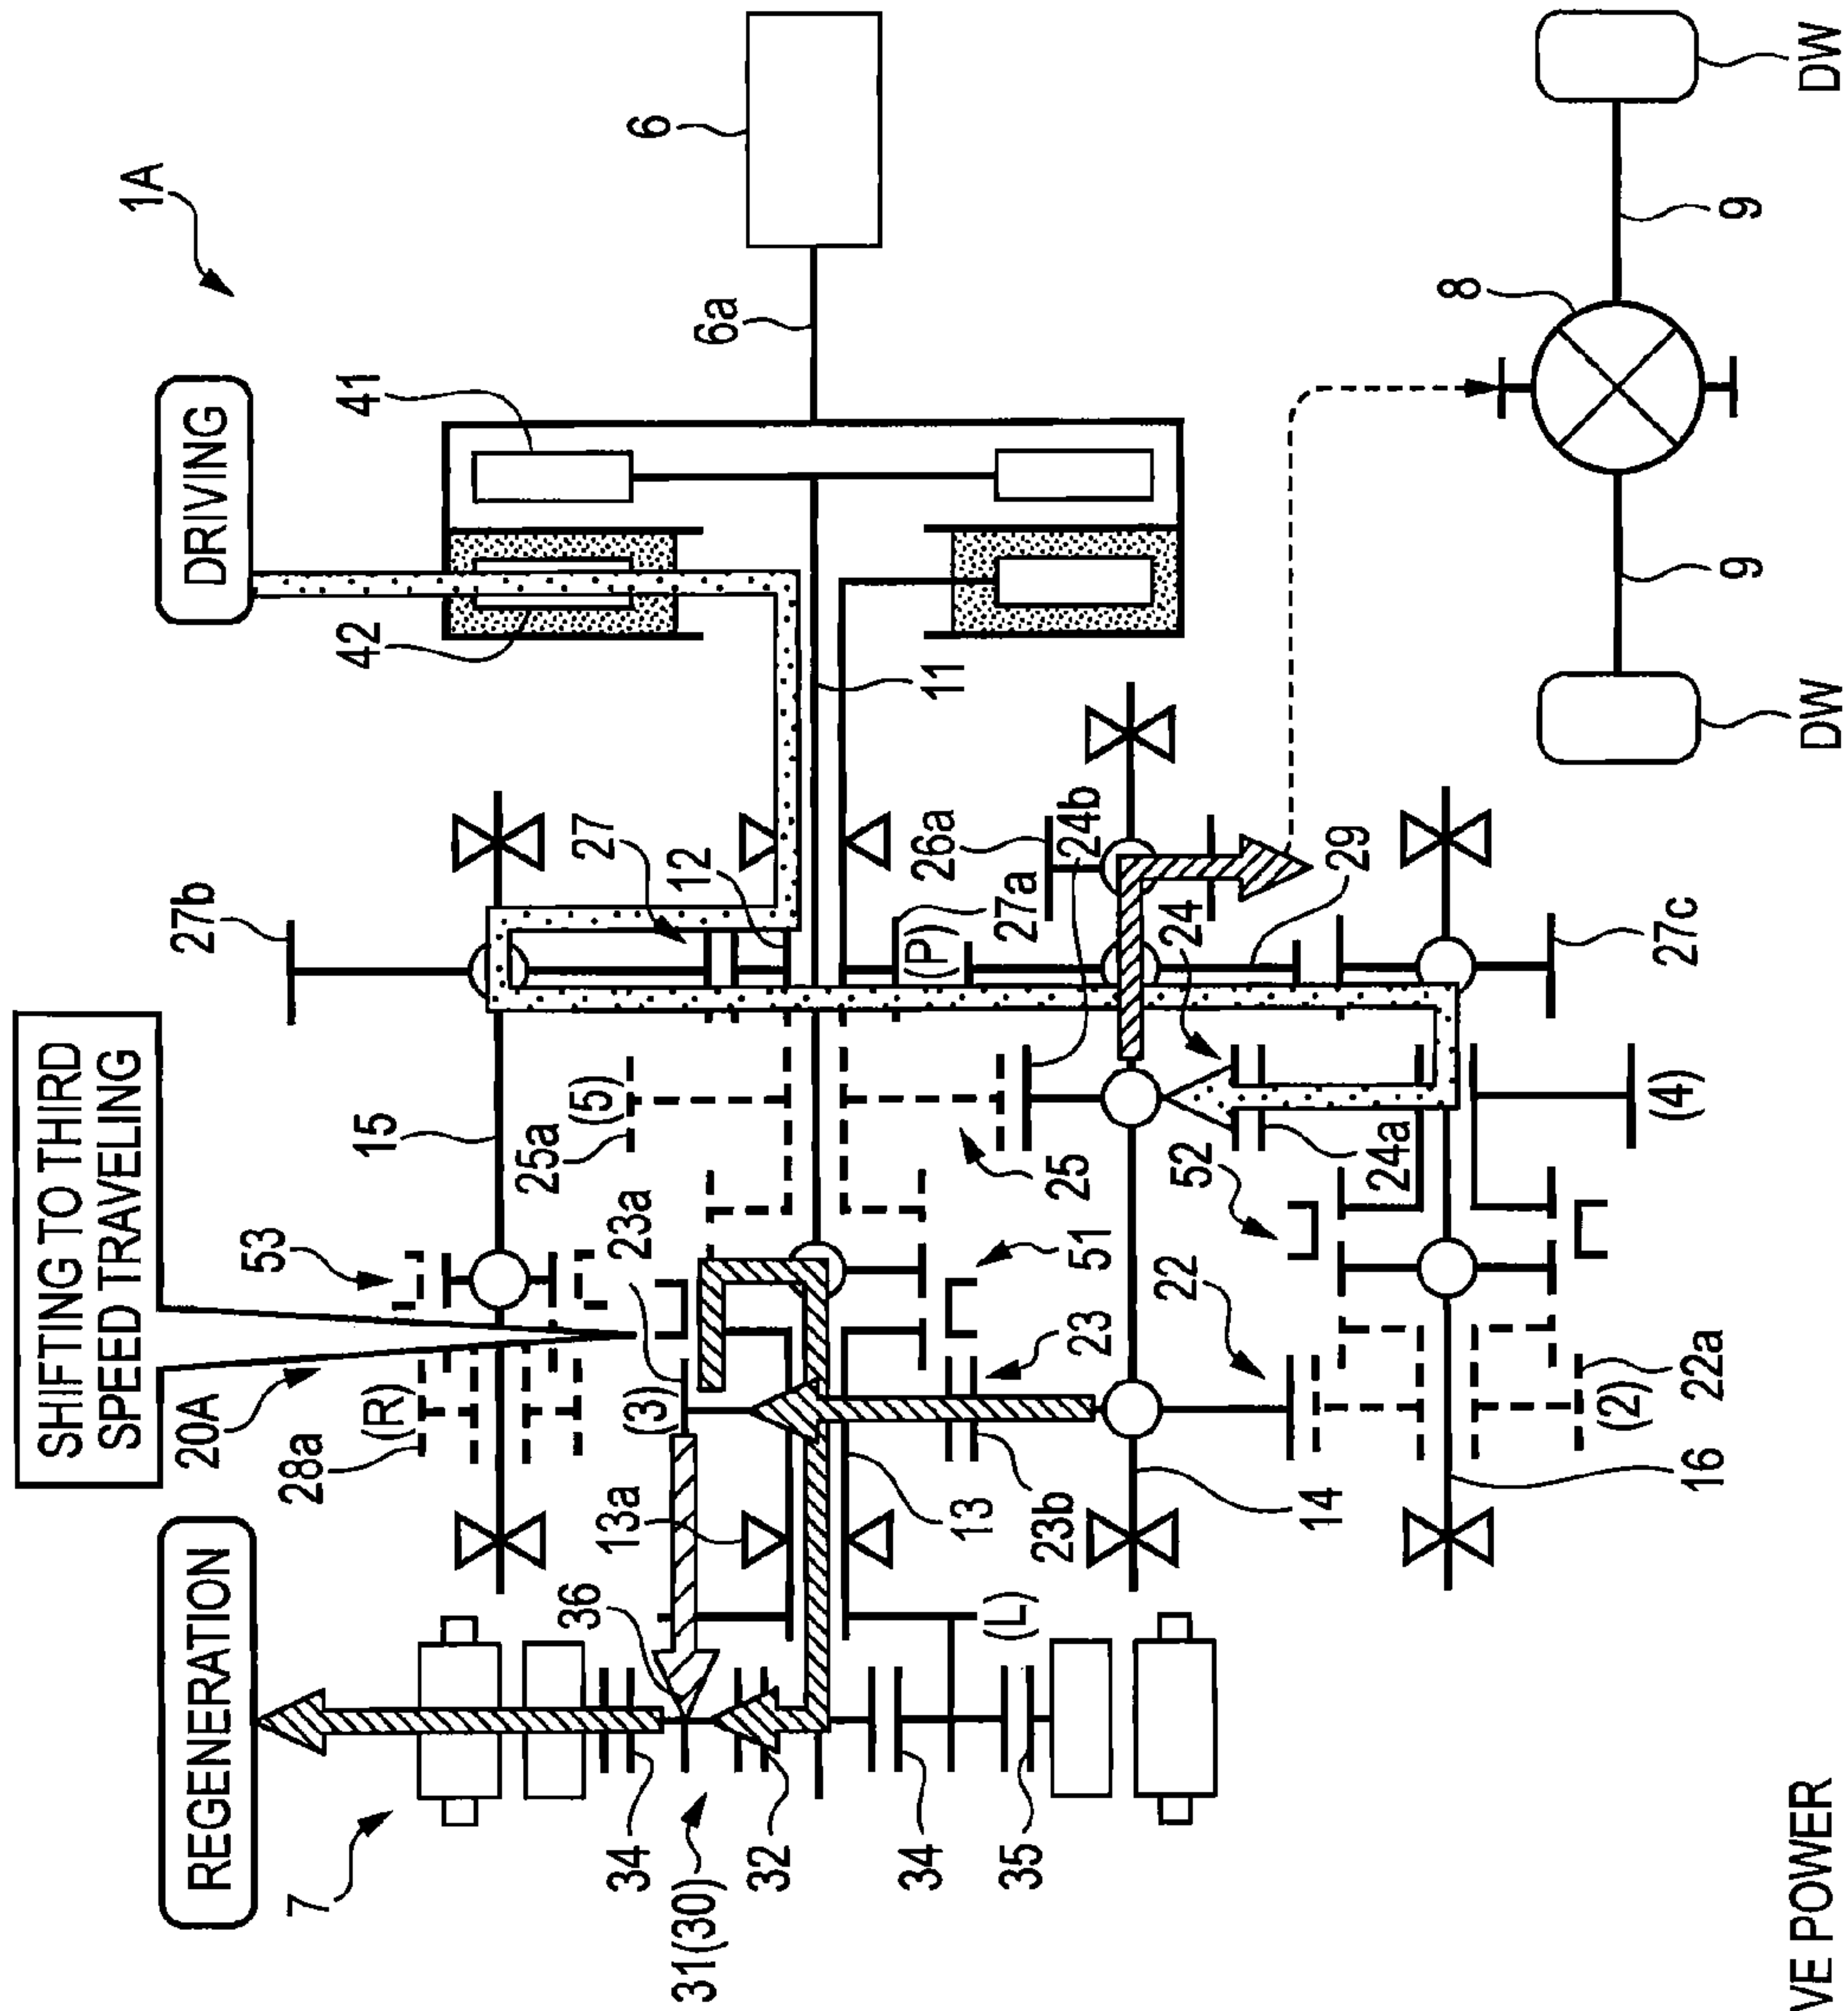 1A
DRIVING
6
6a
41
42
11
SHIFTING TO THIRD
SPEED TRAVELING
27b
27
12
26a
24b
27a
(P)
24
29
27c
15
(5)
25a
25
52
24a
(4)
53
23a
51
23
22
20A
(R)
28a
(3)
13a
13
23b
14
(2)
22a
16
REGENERATION
36
(L)
7
34
31(30)
32
34
35
8
9
9
DW
DW
VE POWER